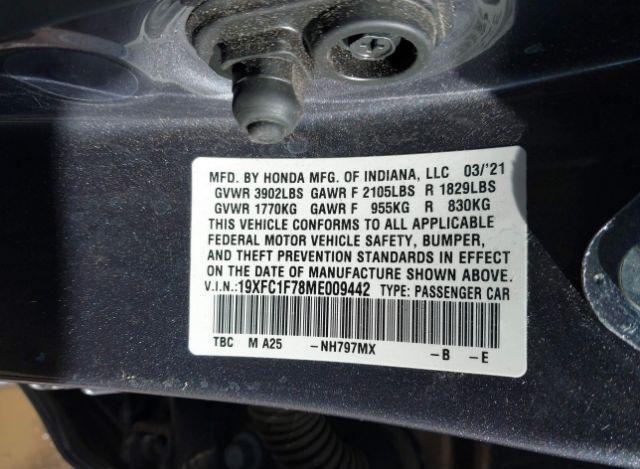 MFD. BY HONDA MFG. OF INDIANA, LLC 03/'21
GVWR 3902LBS GAWR F 2105LBS R 1829LBS
GVWR 1770KG GAWR F 955KG R 830KG
THIS VEHICLE CONFORMS TO ALL APPLICABLE
FEDERAL MOTOR VEHICLE SAFETY, BUMPER,
AND THEFT PREVENTION STANDARDS IN EFFECT
ON THE DATE OF MANUFACTURE SHOWN ABOVE.
V.I.N.:19XFC1F78ME009442 TYPE: PASSENGER CAR
TBC M A25 -NH797MX -B -E